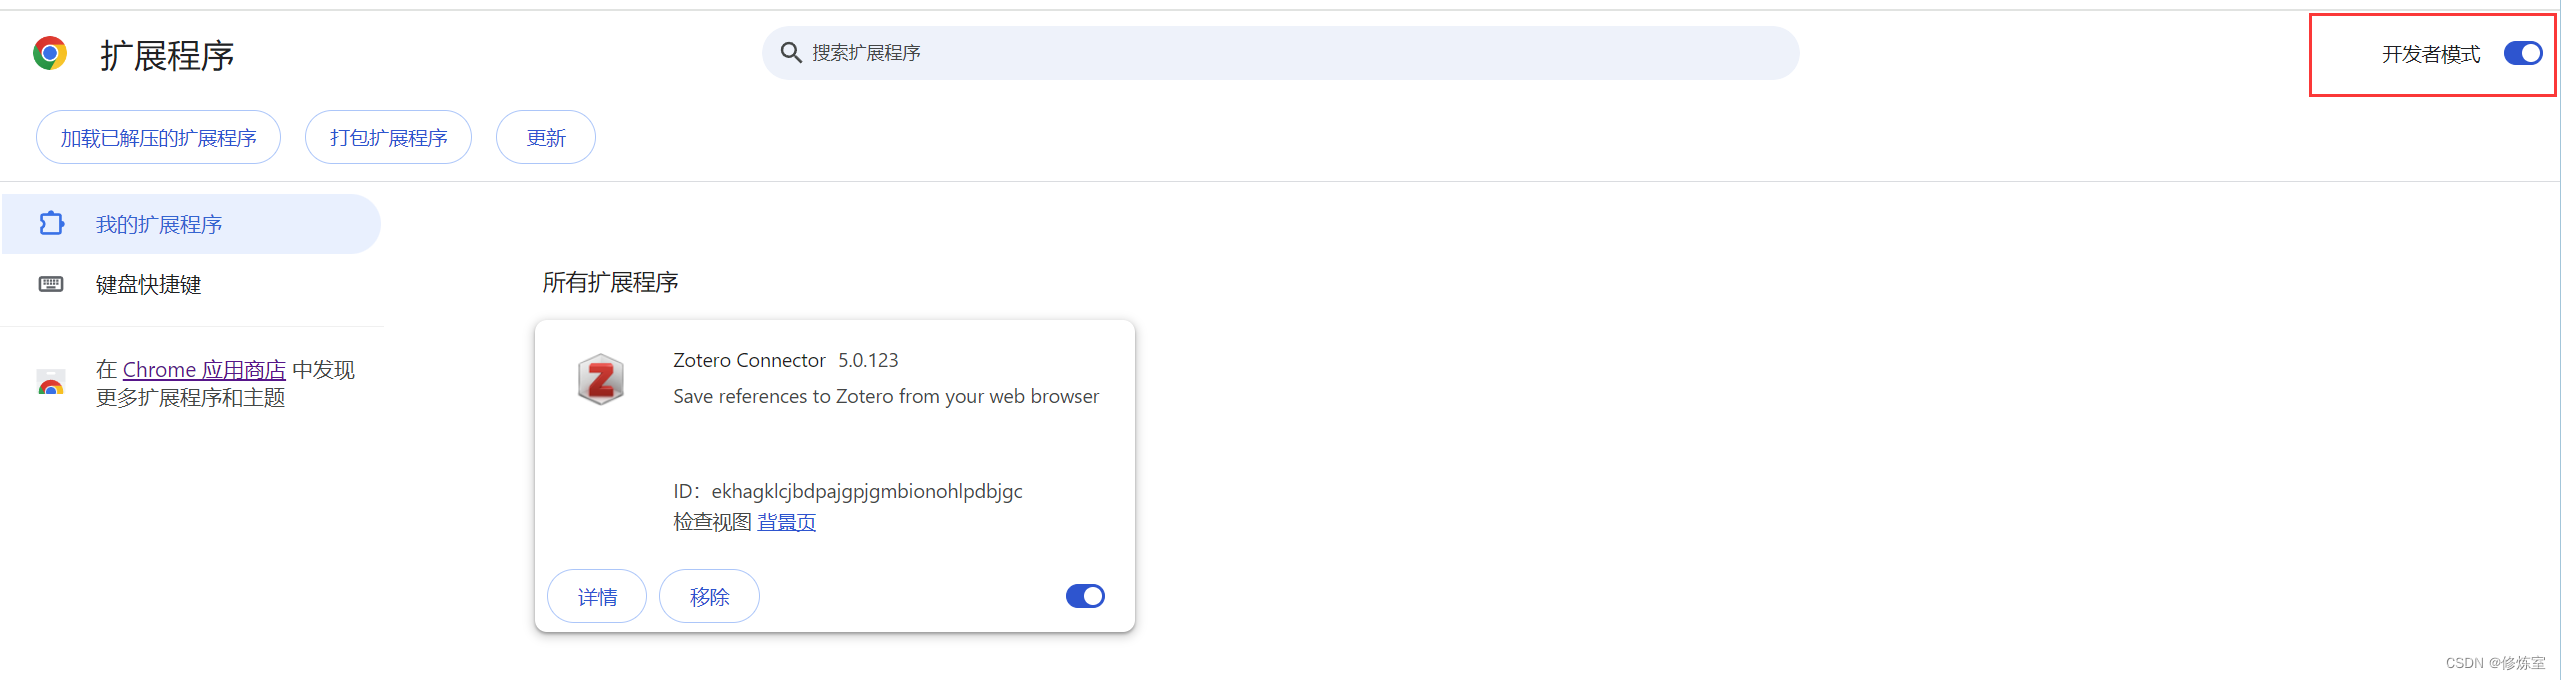 扩展程序
搜索扩展程序
开发者模式
加载已解压的扩展程序
打包扩展程序
更新
我的扩展程序
键盘快捷键
在 Chrome 应用商店 中发现
更多扩展程序和主题
所有扩展程序
Zotero Connector 5.0.123
Save references to Zotero from your web browser
ID：ekhagklcjbdpajgpjgmbionohlpdbjgc
检查视图 背景页
详情
移除
CSDN @修炼室